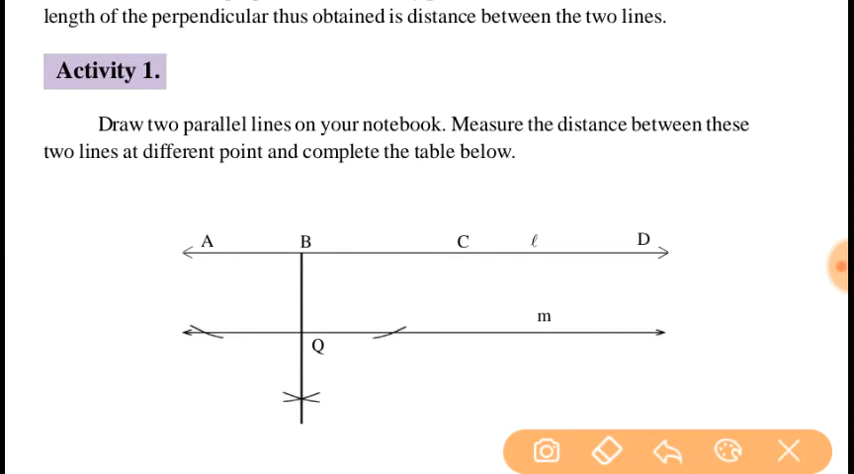 length of the perpendicular thus obtained is distance between the two lines.
Activity 1.
Draw two parallel lines on your notebook. Measure the distance between these
two lines at different point and complete the table below.
A B C ℓ D
m
Q